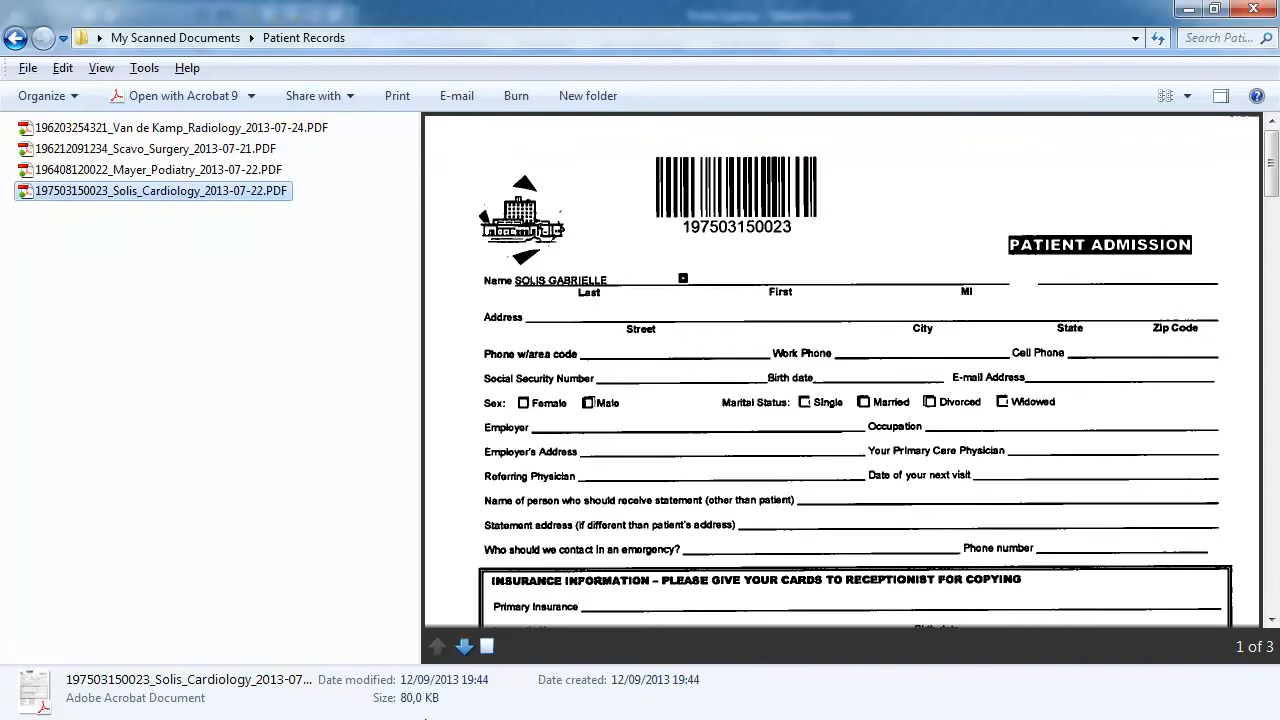 My Scanned Documents Patient Records Search Pati...
File Edit View Tools Help
Organize Open with Acrobat 9 Share with Print E-mail Burn New folder
196203254321_Van de Kamp_Radiology_2013-07-24.PDF
196212091234_Scavo_Surgery_2013-07-21.PDF
196408120022_Mayer_Podiatry_2013-07-22.PDF
197503150023_Solis_Cardiology_2013-07-22.PDF
197503150023
PATIENT ADMISSION
Name SOLIS GABRIELLE
Last First MI
Address
Street City State Zip Code
Phone w/area code Work Phone Cell Phone
Social Security Number Birth date E-mail Address
Sex: Female Male Marital Status: Single Married Divorced Widowed
Employer Occupation
Employer's Address Your Primary Care Physician
Referring Physician Date of your next visit
Name of person who should receive statement (other than patient)
Statement address (if different than patient's address)
Who should we contact in an emergency? Phone number
INSURANCE INFORMATION – PLEASE GIVE YOUR CARDS TO RECEPTIONIST FOR COPYING
Primary Insurance
1 of 3
197503150023_Solis_Cardiology_2013-07... Date modified: 12/09/2013 19:44 Date created: 12/09/2013 19:44
Adobe Acrobat Document Size: 80,0 KB